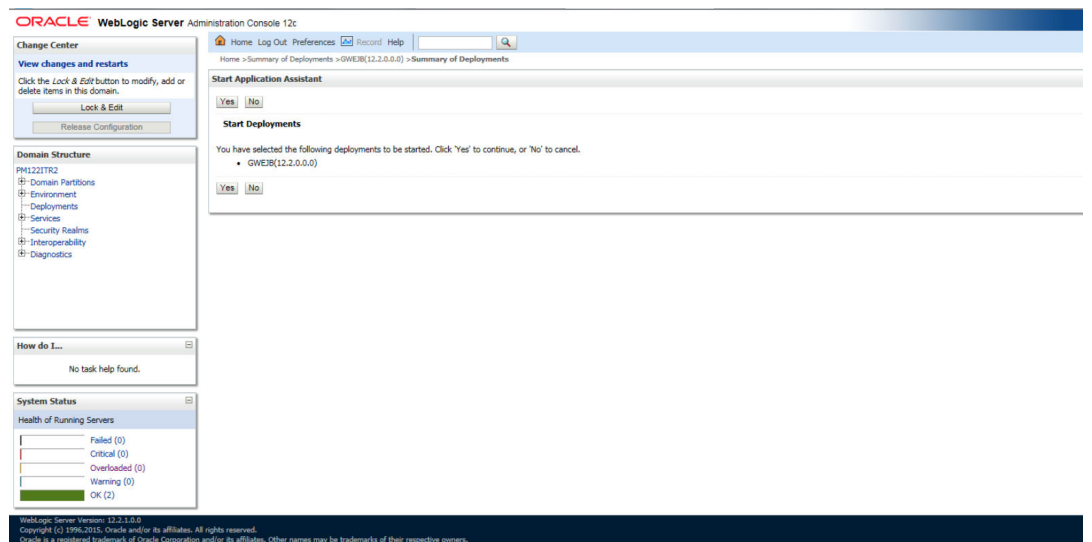 ORACLE WebLogic Server Administration Console 12c
Change Center
View changes and restarts
Click the Lock & Edit button to modify, add or
delete items in this domain.
Lock & Edit
Release Configuration
Domain Structure
PM122ITR2
Domain Partitions
Environment
Deployments
Services
Security Realms
Interoperability
Diagnostics
How do I...
No task help found.
System Status
Health of Running Servers
Failed (0)
Critical (0)
Overloaded (0)
Warning (0)
OK (2)
Home Log Out Preferences Record Help
Home >Summary of Deployments >GWEJB(12.2.0.0.0) >Summary of Deployments
Start Application Assistant
Yes No
Start Deployments
You have selected the following deployments to be started. Click 'Yes' to continue, or 'No' to cancel.
• GWEJB(12.2.0.0.0)
Yes No
WebLogic Server Version: 12.2.1.0.0
Copyright (c) 1996,2015, Oracle and/or its affiliates. All rights reserved.
Oracle is a registered trademark of Oracle Corporation and/or its affiliates. Other names may be trademarks of their respective owners.